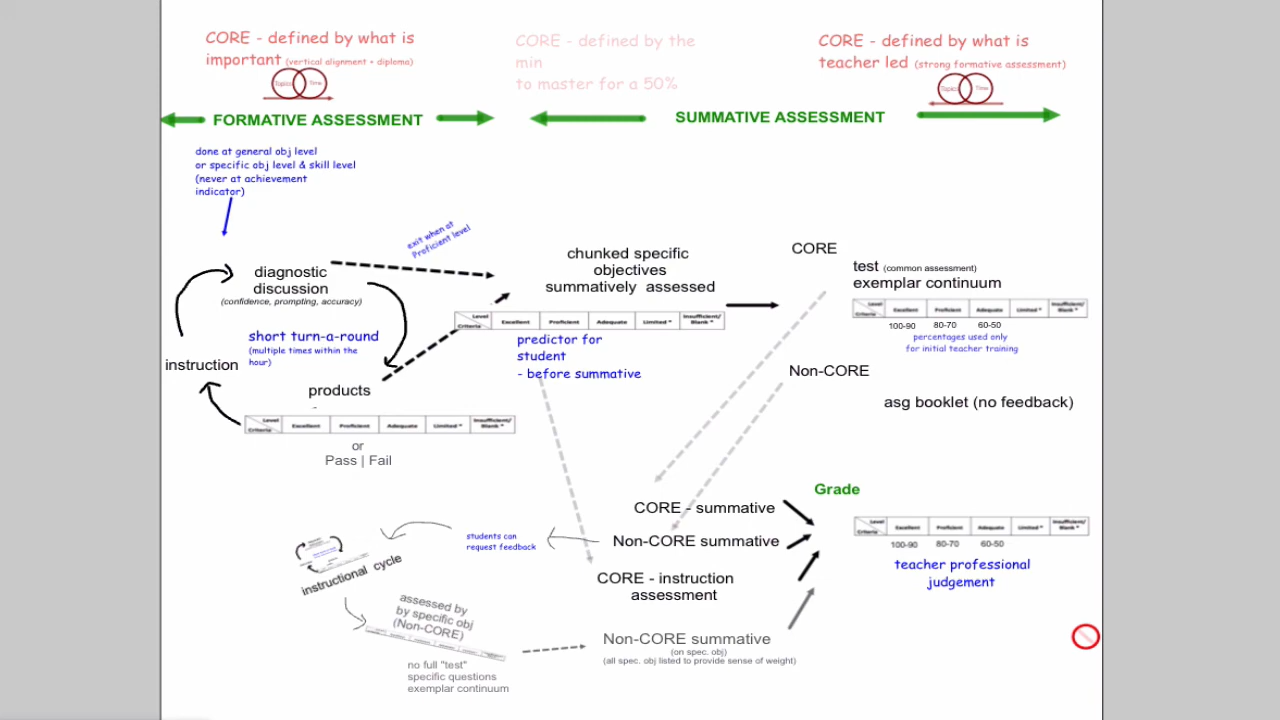 CORE - defined by what is
important (vertical alignment + diploma)
Topics Time
CORE - defined by the
min
to master for a 50%
CORE - defined by what is
teacher led (strong formative assessment)
Topics Time
FORMATIVE ASSESSMENT
SUMMATIVE ASSESSMENT
done at general obj level
or specific obj level & skill level
(never at achievement
indicator)
exit when at
Proficient level
diagnostic
discussion
(confidence, prompting, accuracy)
short turn-a-round
(multiple times within the
hour)
instruction
products
-
Level
Criteria
Excellent Proficient Adequate Limited * Insufficient/
Blank *
or
Pass | Fail
chunked specific
objectives
summatively assessed
Level
Criteria
Excellent Proficient Adequate Limited * Insufficient/
Blank *
predictor for
student
- before summative
CORE
test (common assessment)
exemplar continuum
Level
Criteria
Excellent Proficient Adequate Limited * Insufficient/
Blank *
100-90 80-70 60-50
percentages used only
for initial teacher training
Non-CORE
asg booklet (no feedback)
Grade
CORE - summative
Non-CORE summative
CORE - instruction
assessment
Non-CORE summative
(on spec. obj)
(all spec. obj listed to provide sense of weight)
Level
Criteria
Excellent Proficient Adequate Limited * Insufficient/
Blank *
100-90 80-70 60-50
teacher professional
judgement
students can
request feedback
instructional cycle
assessed by
by specific obj
(Non-CORE)
no full "test"
specific questions
exemplar continuum